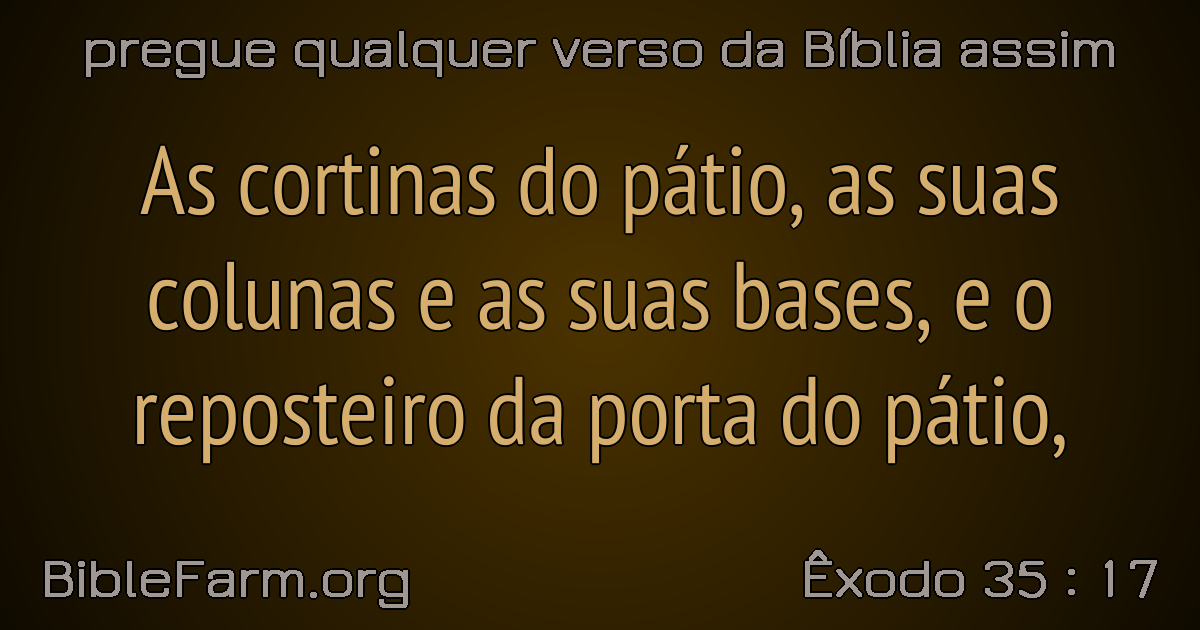 pregue qualquer verso da Bíblia assim
As cortinas do pátio, as suas
colunas e as suas bases, e o
reposteiro da porta do pátio,
BibleFarm.org
Êxodo 35 : 17